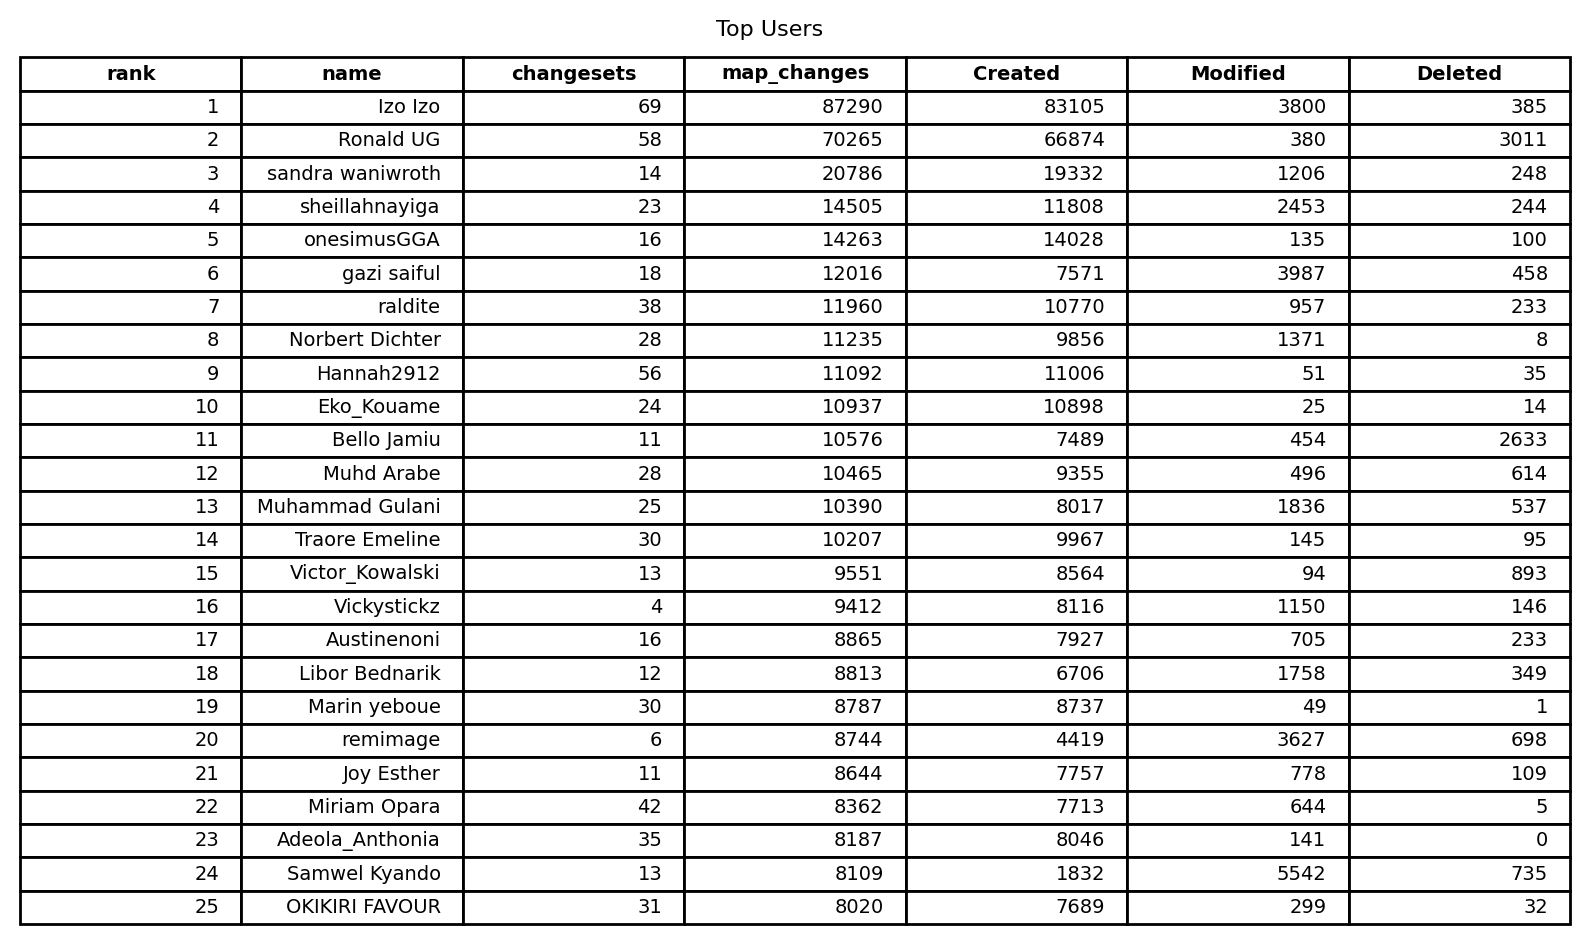 Top Users
rank name changesets map_changes Created Modified Deleted
1 Izo Izo 69 87290 83105 3800 385
2 Ronald UG 58 70265 66874 380 3011
3 sandra waniwroth 14 20786 19332 1206 248
4 sheillahnayiga 23 14505 11808 2453 244
5 onesimusGGA 16 14263 14028 135 100
6 gazi saiful 18 12016 7571 3987 458
7 raldite 38 11960 10770 957 233
8 Norbert Dichter 28 11235 9856 1371 8
9 Hannah2912 56 11092 11006 51 35
10 Eko_Kouame 24 10937 10898 25 14
11 Bello Jamiu 11 10576 7489 454 2633
12 Muhd Arabe 28 10465 9355 496 614
13 Muhammad Gulani 25 10390 8017 1836 537
14 Traore Emeline 30 10207 9967 145 95
15 Victor_Kowalski 13 9551 8564 94 893
16 Vickystickz 4 9412 8116 1150 146
17 Austinenoni 16 8865 7927 705 233
18 Libor Bednarik 12 8813 6706 1758 349
19 Marin yeboue 30 8787 8737 49 1
20 remimage 6 8744 4419 3627 698
21 Joy Esther 11 8644 7757 778 109
22 Miriam Opara 42 8362 7713 644 5
23 Adeola_Anthonia 35 8187 8046 141 0
24 Samwel Kyando 13 8109 1832 5542 735
25 OKIKIRI FAVOUR 31 8020 7689 299 32